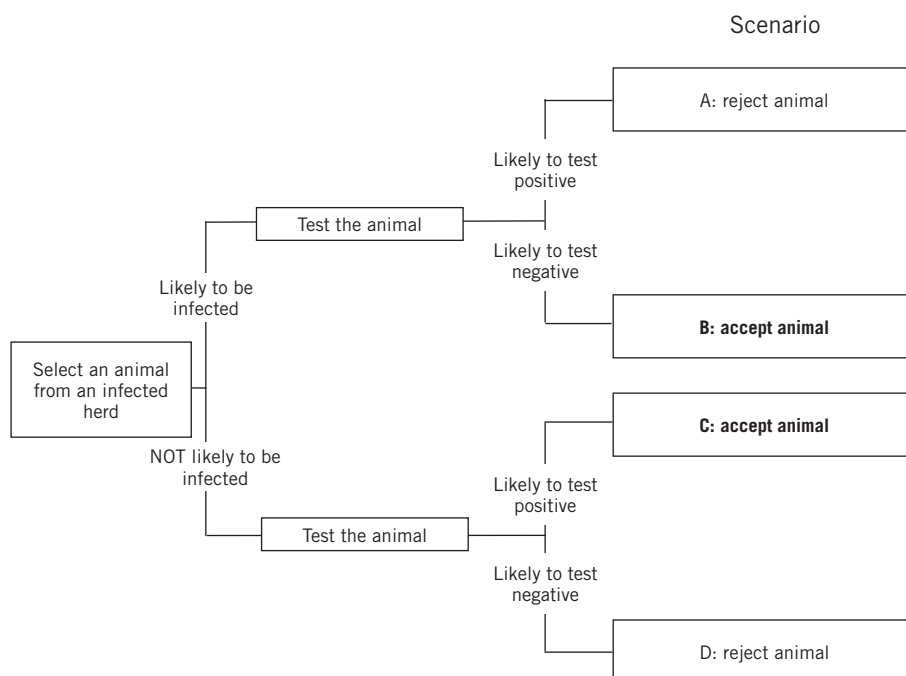 Scenario
A: reject animal
Likely to test
positive
Test the animal
Likely to test
negative
Likely to be
infected
B: accept animal
Select an animal
from an infected
herd
C: accept animal
NOT likely to be
infected
Likely to test
positive
Test the animal
Likely to test
negative
D: reject animal